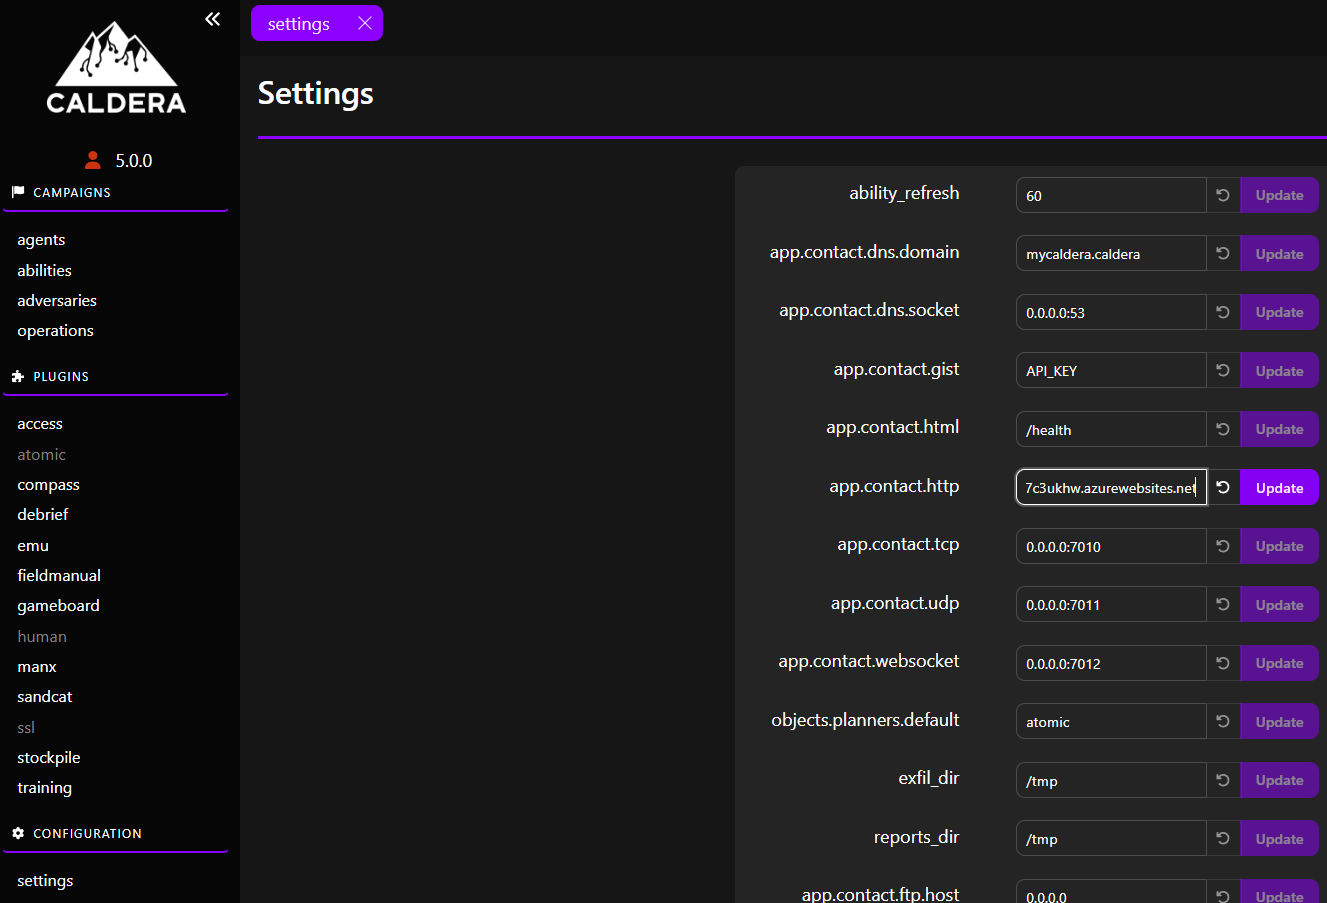 CALDERA
5.0.0
CAMPAIGNS
agents
abilities
adversaries
operations
PLUGINS
access
atomic
compass
debrief
emu
fieldmanual
gameboard
human
manx
sandcat
ssl
stockpile
training
CONFIGURATION
settings
settings
Settings
ability_refresh 60 Update
app.contact.dns.domain mycaldera.caldera Update
app.contact.dns.socket 0.0.0.0:53 Update
app.contact.gist API_KEY Update
app.contact.html /health Update
app.contact.http 7c3ukhw.azurewebsites.net Update
app.contact.tcp 0.0.0.0:7010 Update
app.contact.udp 0.0.0.0:7011 Update
app.contact.websocket 0.0.0.0:7012 Update
objects.planners.default atomic Update
exfil_dir /tmp Update
reports_dir /tmp Update
app.contact.ftp.host 0.0.0.0 Update